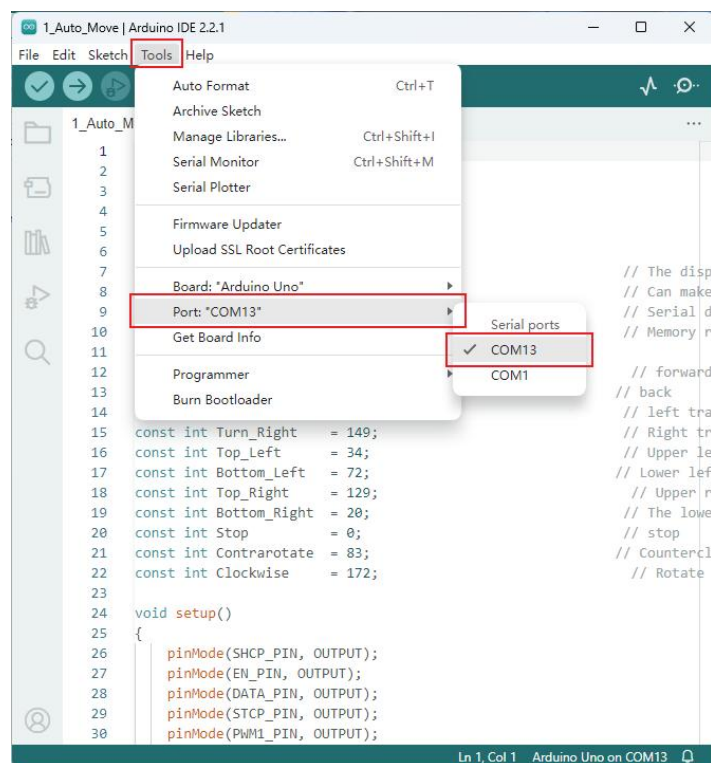 1_Auto_Move | Arduino IDE 2.2.1
File Edit Sketch Tools Help
Auto Format Ctrl+T
Archive Sketch
Manage Libraries... Ctrl+Shift+I
Serial Monitor Ctrl+Shift+M
Serial Plotter
Firmware Updater
Upload SSL Root Certificates
Board: "Arduino Uno"
Port: "COM13"
Get Board Info
Programmer
Burn Bootloader
Serial ports
COM13
COM1
1_Auto_M
1
2
3
4
5
6
7 // The disp
8 // Can make
9 // Serial d
10 // Memory r
11
12 // forward
13 // back
14 // left tra
15 const int Turn_Right = 149; // Right tr
16 const int Top_Left = 34; // Upper le
17 const int Bottom_Left = 72; // Lower lef
18 const int Top_Right = 129; // Upper r
19 const int Bottom_Right = 20; // The lowe
20 const int Stop = 0; // stop
21 const int Contrarotate = 83; // Countercl
22 const int Clockwise = 172; // Rotate
23
24 void setup()
25 {
26 pinMode(SHCP_PIN, OUTPUT);
27 pinMode(EN_PIN, OUTPUT);
28 pinMode(DATA_PIN, OUTPUT);
29 pinMode(STCP_PIN, OUTPUT);
30 pinMode(PWM1_PIN, OUTPUT);
Ln 1, Col 1 Arduino Uno on COM13